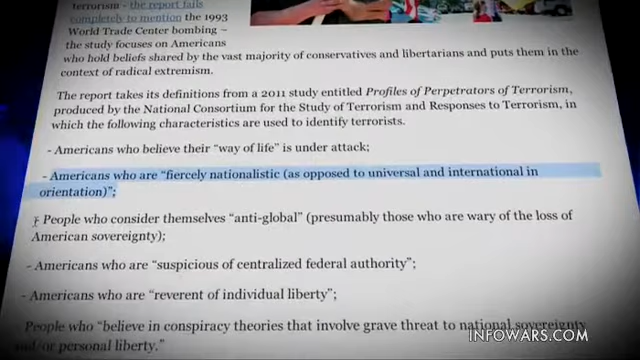 terrorism - the report fails
completely to mention the 1993
World Trade Center bombing –
the study focuses on Americans
who hold beliefs shared by the vast majority of conservatives and libertarians and puts them in the
context of radical extremism.
The report takes its definitions from a 2011 study entitled Profiles of Perpetrators of Terrorism,
produced by the National Consortium for the Study of Terrorism and Responses to Terrorism, in
which the following characteristics are used to identify terrorists.
- Americans who believe their “way of life” is under attack;
- Americans who are “fiercely nationalistic (as opposed to universal and international in
orientation)”;
- People who consider themselves “anti-global” (presumably those who are wary of the loss of
American sovereignty);
- Americans who are “suspicious of centralized federal authority”;
- Americans who are “reverent of individual liberty”;
People who “believe in conspiracy theories that involve grave threat to national sovereignty
and/or personal liberty.”
INFOWARS.COM